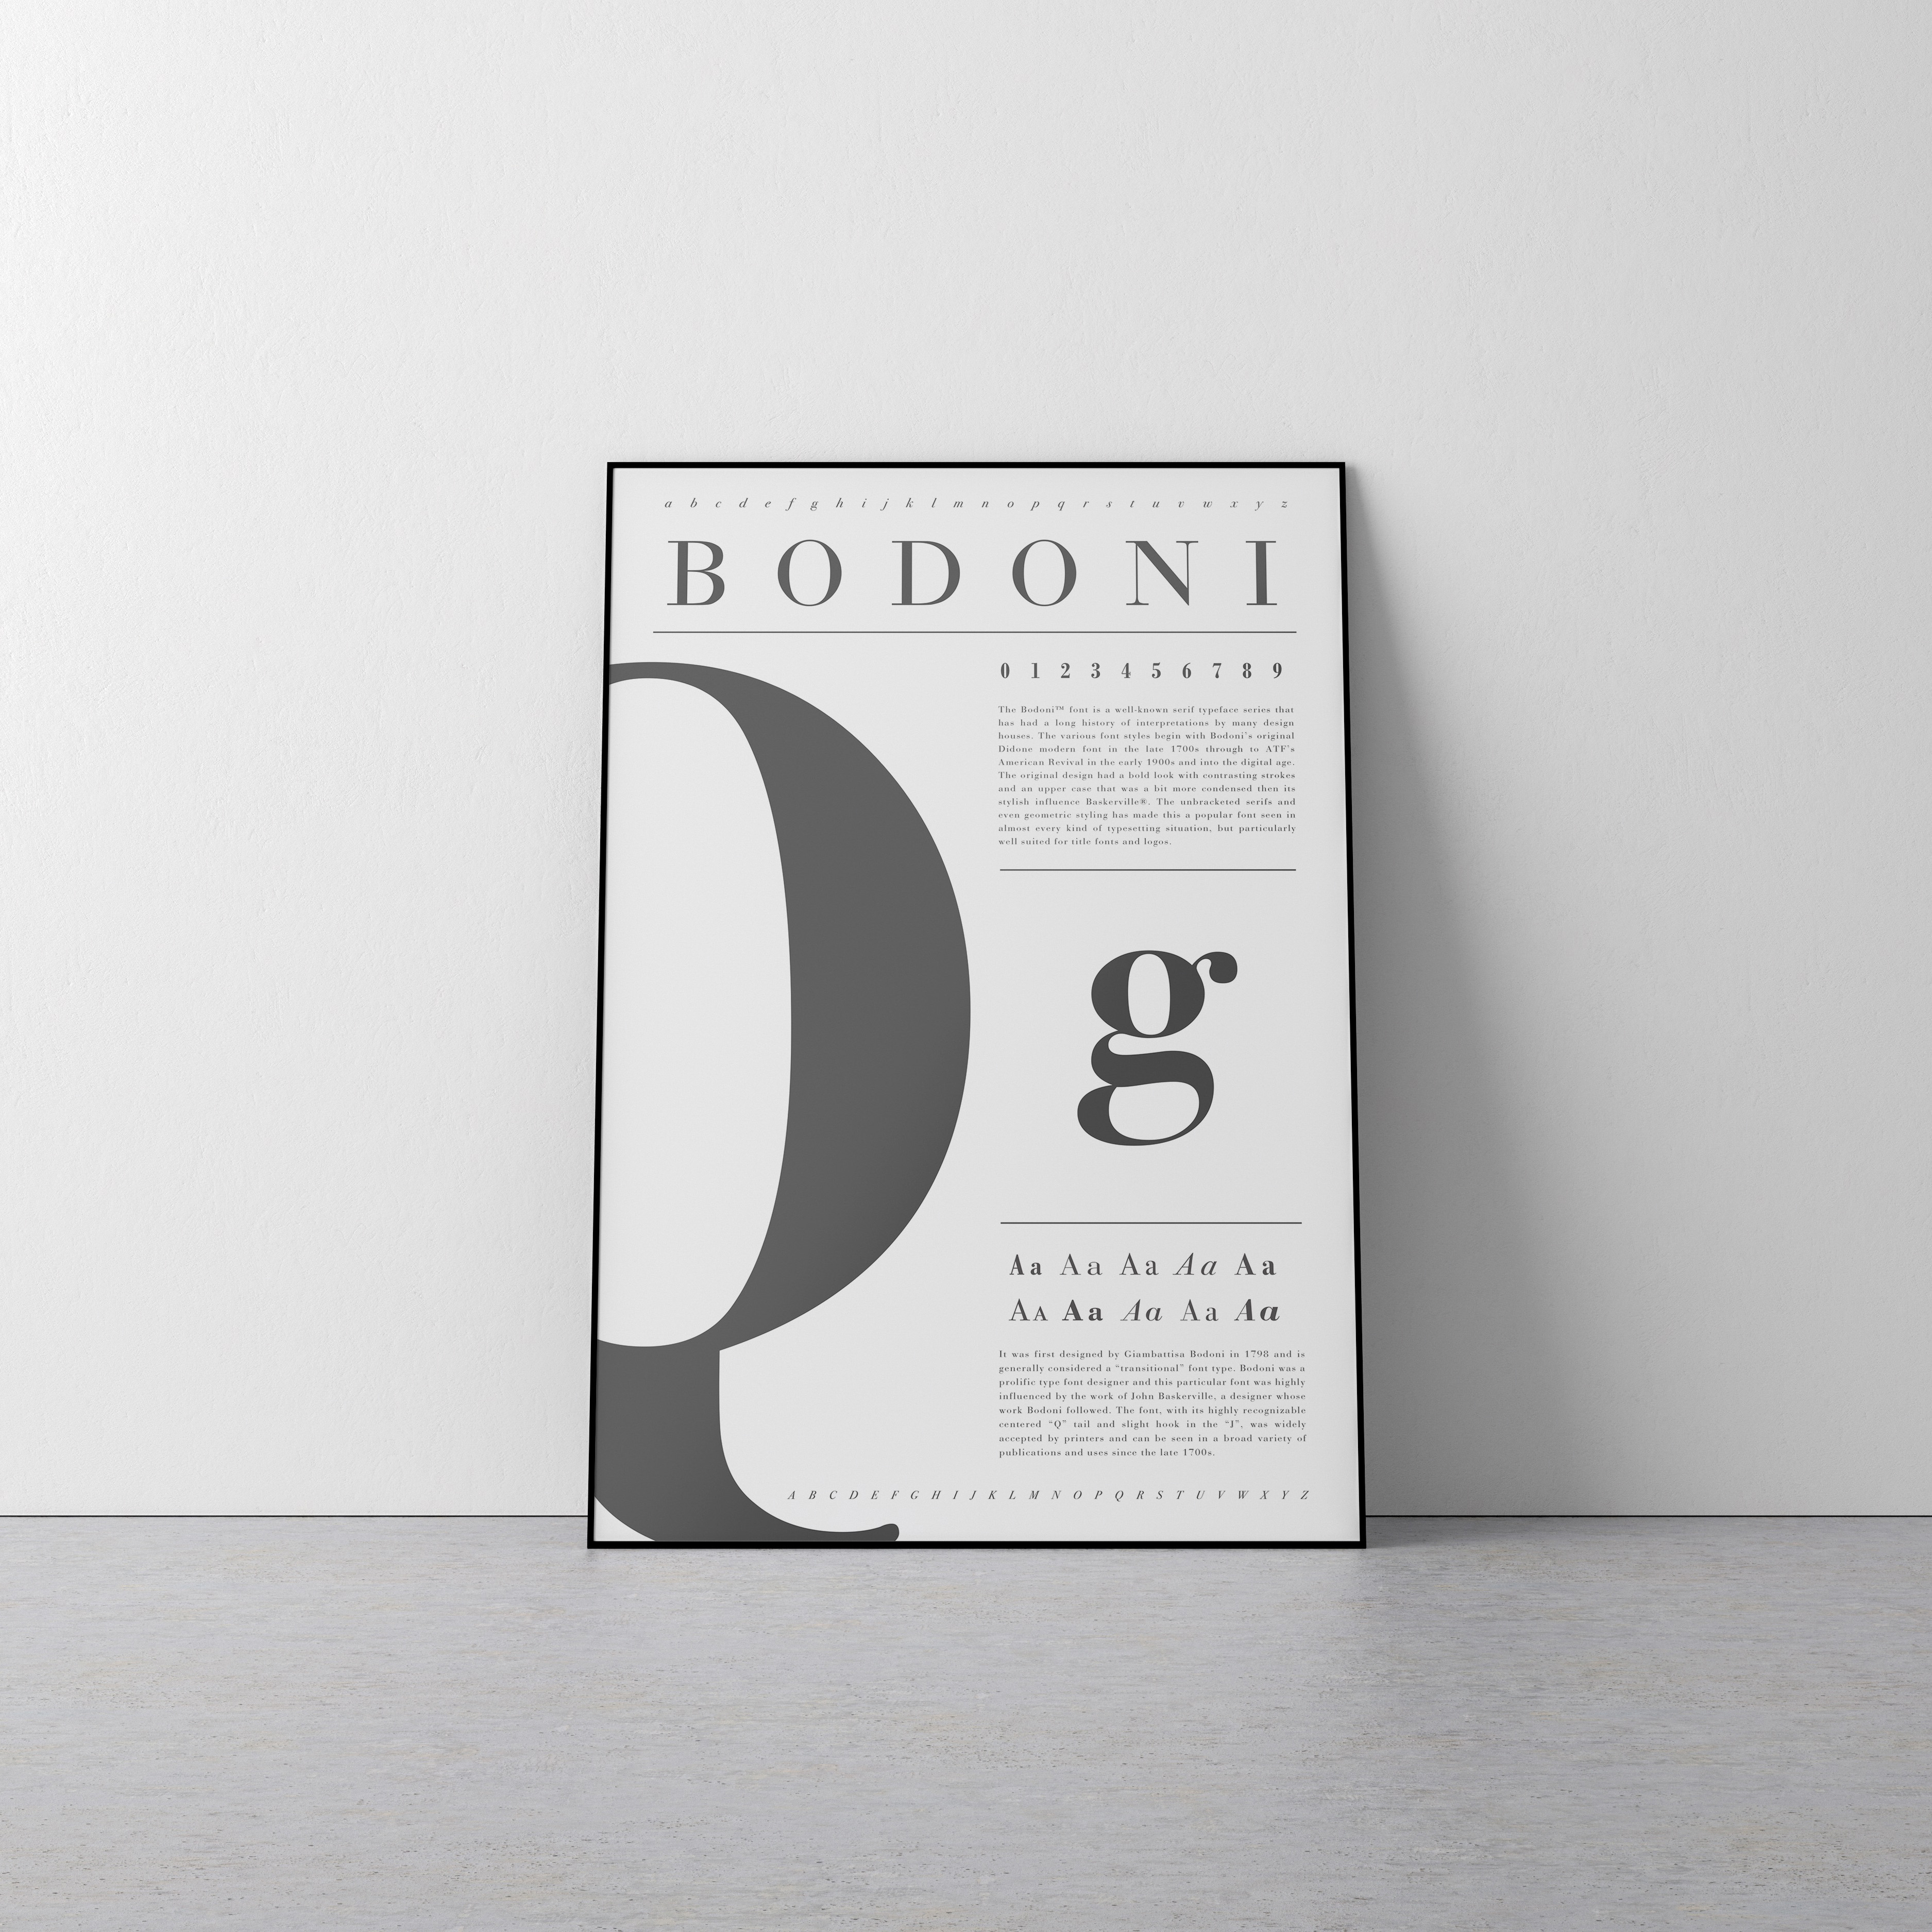 a b c d e f g h i j k l m n o p q r s t u v w x y z
BODONI
0 1 2 3 4 5 6 7 8 9
The Bodoni™ font is a well-known serif typeface series that
has had a long history of interpretations by many design
houses. The various font styles begin with Bodoni's original
Didone modern font in the late 1700s through to ATF's
American Revival in the early 1900s and into the digital age.
The original design had a bold look with contrasting strokes
and an upper case that was a bit more condensed then its
stylish influence Baskerville®. The unbracketed serifs and
even geometric styling has made this a popular font seen in
almost every kind of typesetting situation, but particularly
well suited for title fonts and logos.
Q
g
Aa Aa Aa Aa Aa
AA Aa Aa Aa Aa
It was first designed by Giambattisa Bodoni in 1798 and is
generally considered a “transitional” font type. Bodoni was a
prolific type font designer and this particular font was highly
influenced by the work of John Baskerville, a designer whose
work Bodoni followed. The font, with its highly recognizable
centered “Q” tail and slight hook in the “J”, was widely
accepted by printers and can be seen in a broad variety of
publications and uses since the late 1700s.
A B C D E F G H I J K L M N O P Q R S T U V W X Y Z